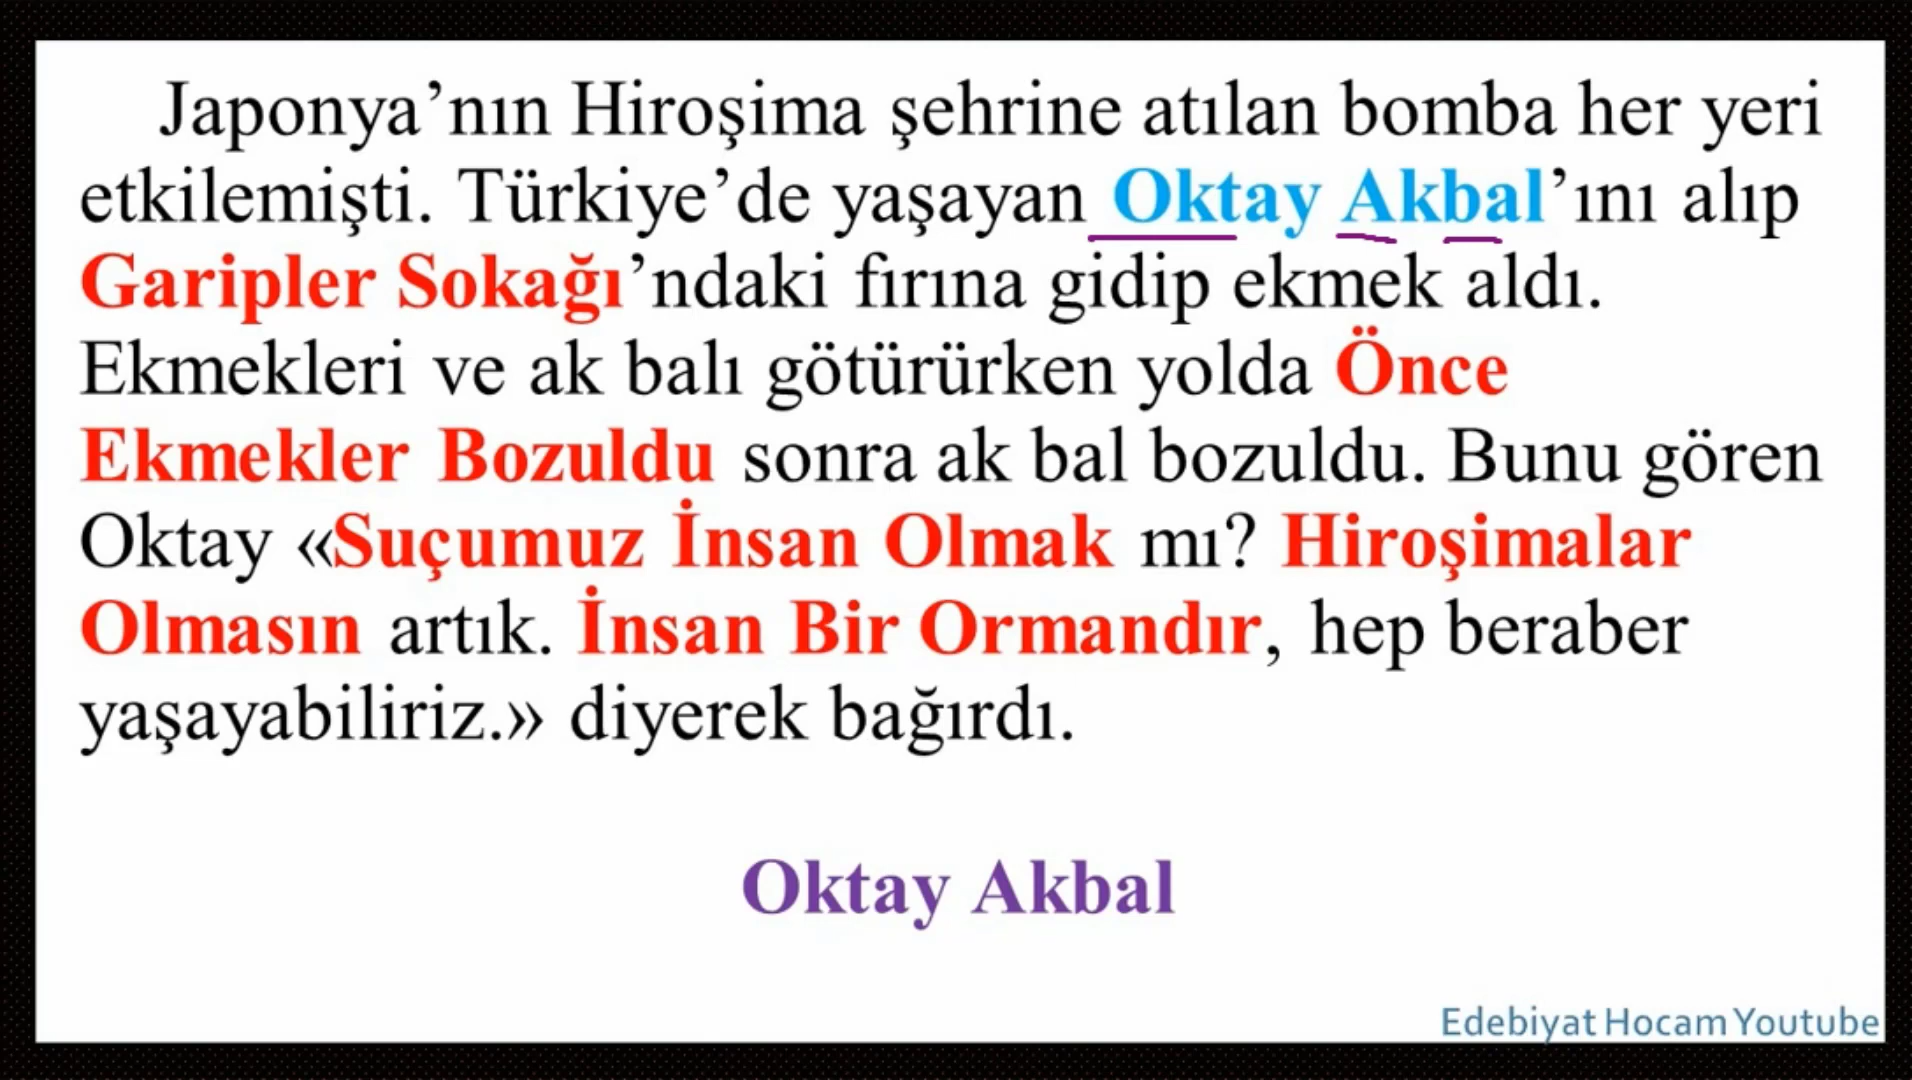 Japonya’nın Hiroşima şehrine atılan bomba her yeri
etkilemişti. Türkiye’de yaşayan Oktay Akbal’ını alıp
Garipler Sokağı’ndaki fırına gidip ekmek aldı.
Ekmekleri ve ak balı götürürken yolda Önce
Ekmekler Bozuldu sonra ak bal bozuldu. Bunu gören
Oktay «Suçumuz İnsan Olmak mı? Hiroşimalar
Olmasın artık. İnsan Bir Ormandır, hep beraber
yaşayabiliriz.» diyerek bağırdı.
Oktay Akbal
Edebiyat Hocam Youtube